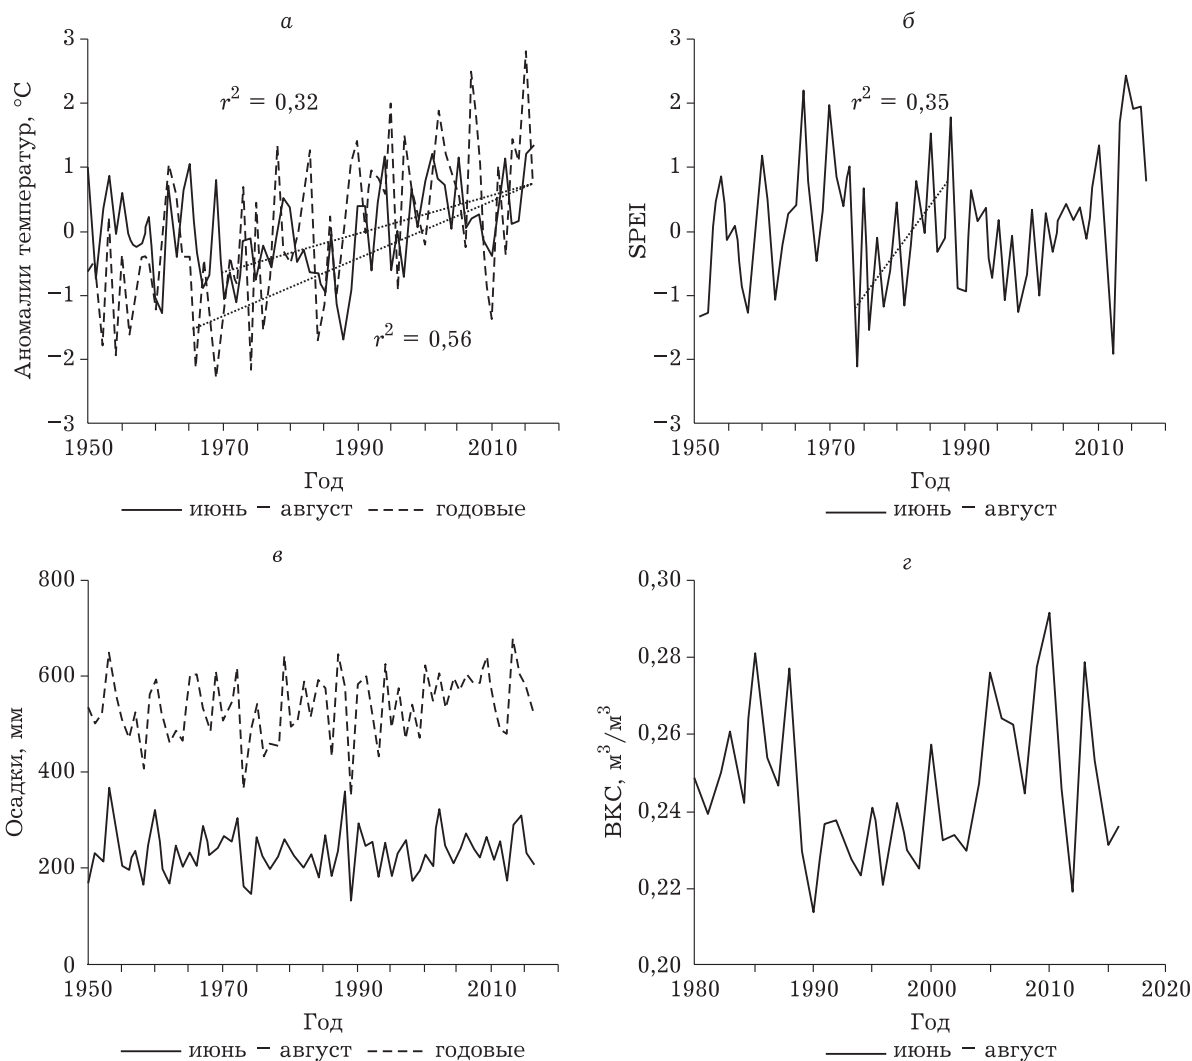 а
Аномалии температур, °C
3
2
1
0
−1
−2
−3
r² = 0,32
r² = 0,56
1950 1970 1990 2010
Год
июнь − август годовые
б
SPEI
3
2
1
0
−1
−2
−3
r² = 0,35
1950 1970 1990 2010
Год
июнь − август
в
Осадки, мм
800
600
400
200
0
1950 1970 1990 2010
Год
июнь − август годовые
г
ВКС, м³/м³
0,30
0,28
0,26
0,24
0,22
0,20
1980 1990 2000 2010 2020
Год
июнь − август